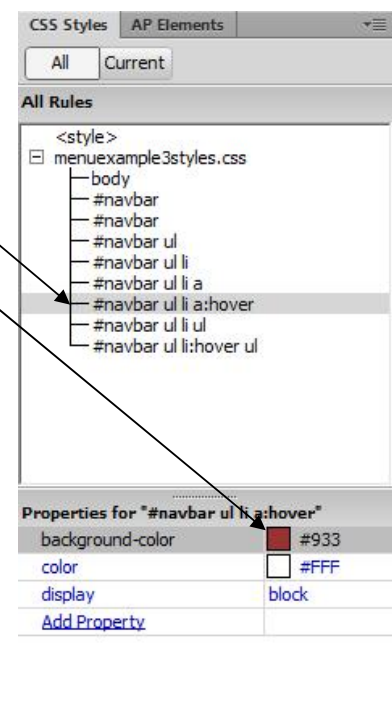 CSS Styles AP Elements
All Current
All Rules
<style>
menuexample3styles.css
body
#navbar
#navbar
#navbar ul
#navbar ul li
#navbar ul li a
#navbar ul li a:hover
#navbar ul li ul
#navbar ul li:hover ul
Properties for "#navbar ul li a:hover"
background-color #933
color #FFF
display block
Add Property